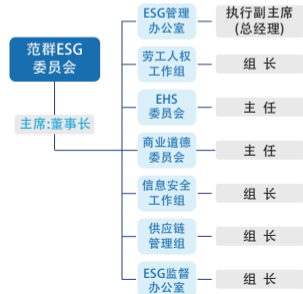 范群ESG
委员会
主席:董事长
ESG管理
办公室
执行副主席
(总经理)
劳工人权
工作组
组 长
EHS
委员会
主 任
商业道德
委员会
主 任
信息安全
工作组
组 长
供应链
管理组
组 长
ESG监督
办公室
组 长